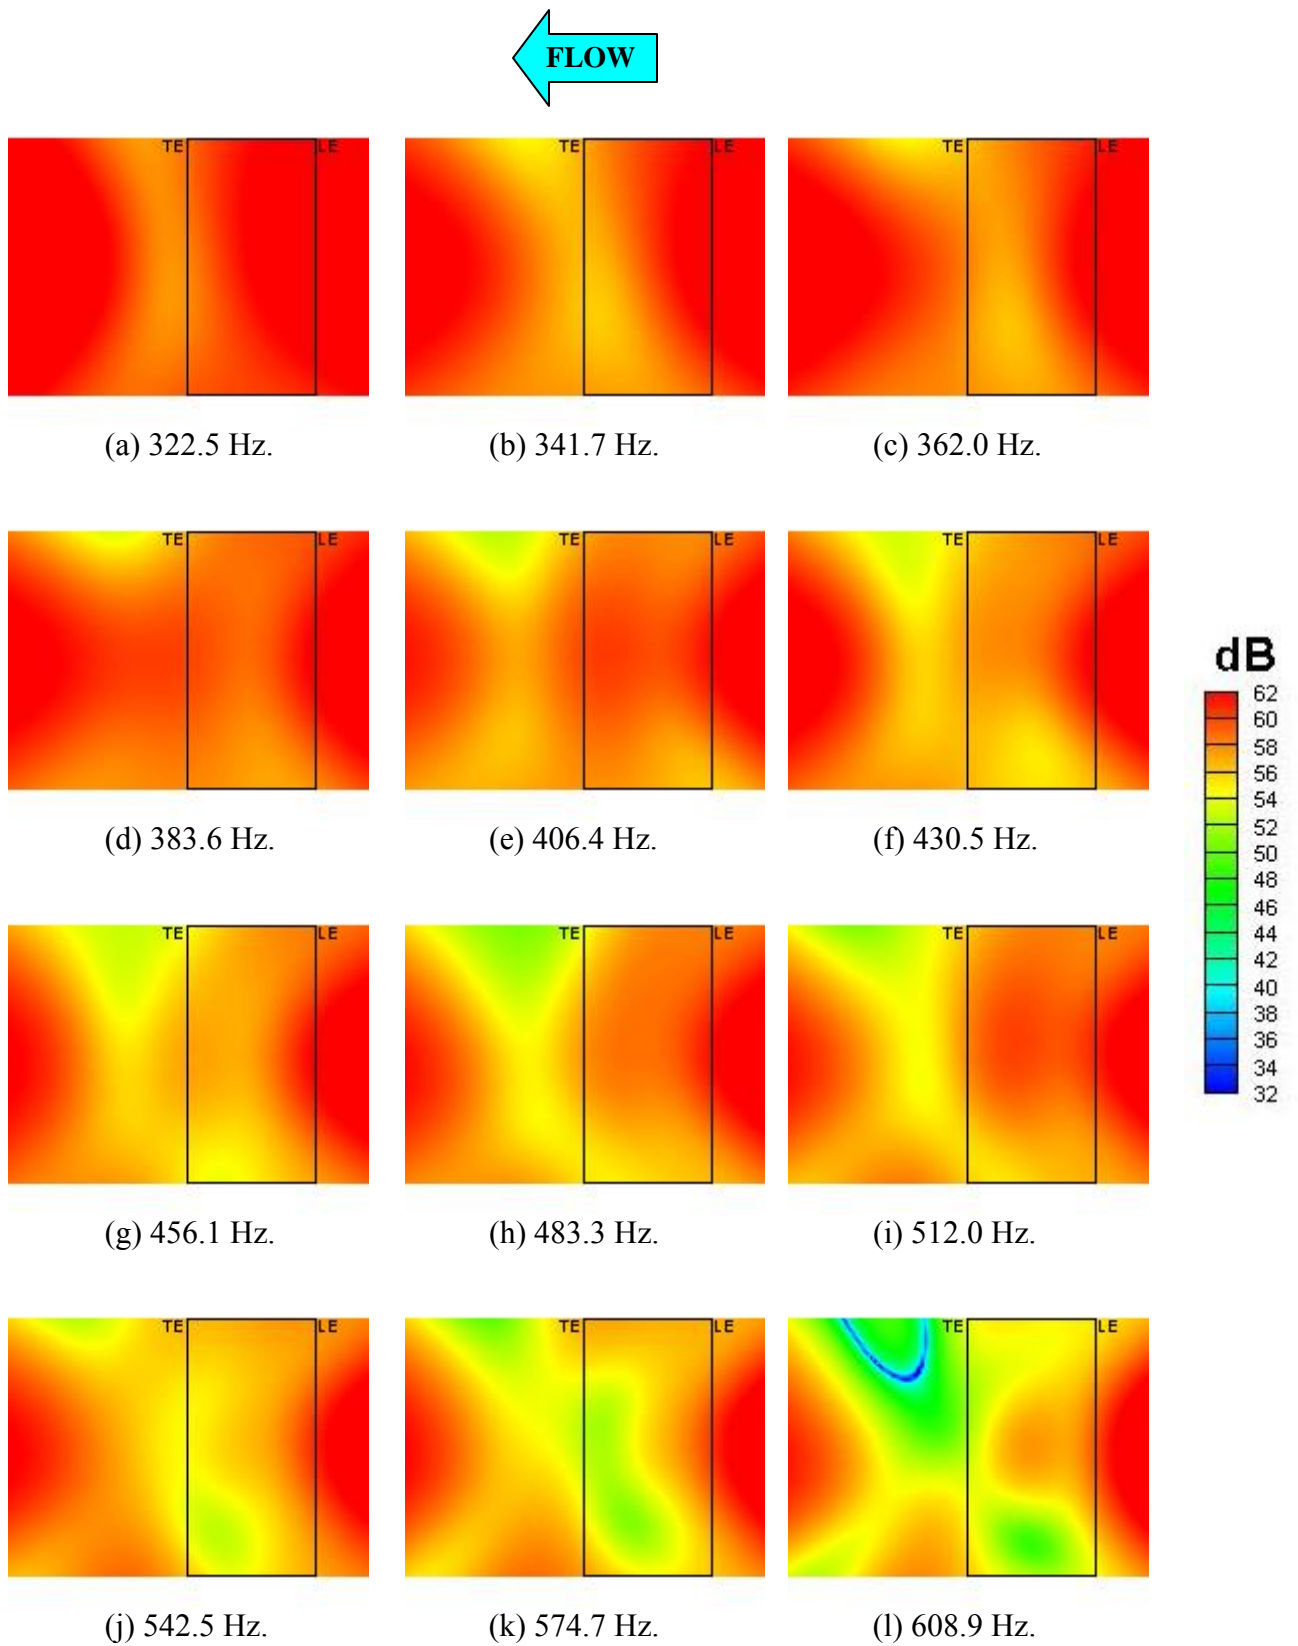 FLOW
TE LE TE LE TE LE
(a) 322.5 Hz. (b) 341.7 Hz. (c) 362.0 Hz.
TE LE TE LE TE LE
(d) 383.6 Hz. (e) 406.4 Hz. (f) 430.5 Hz.
dB
62
60
58
56
54
52
50
48
46
44
42
40
38
36
34
32
TE LE TE LE TE LE
(g) 456.1 Hz. (h) 483.3 Hz. (i) 512.0 Hz.
TE LE TE LE TE LE
(j) 542.5 Hz. (k) 574.7 Hz. (l) 608.9 Hz.